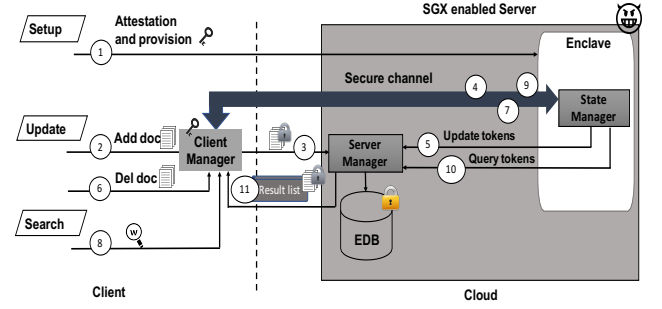 SGX enabled Server
Setup
Attestation
and provision
1
Enclave
Secure channel
4
9
7
State
Manager
Update
2
Add doc
Client
Manager
3
Server
Manager
5
Update tokens
10
Query tokens
6
Del doc
11
Result list
Search
8
w
EDB
Client
Cloud